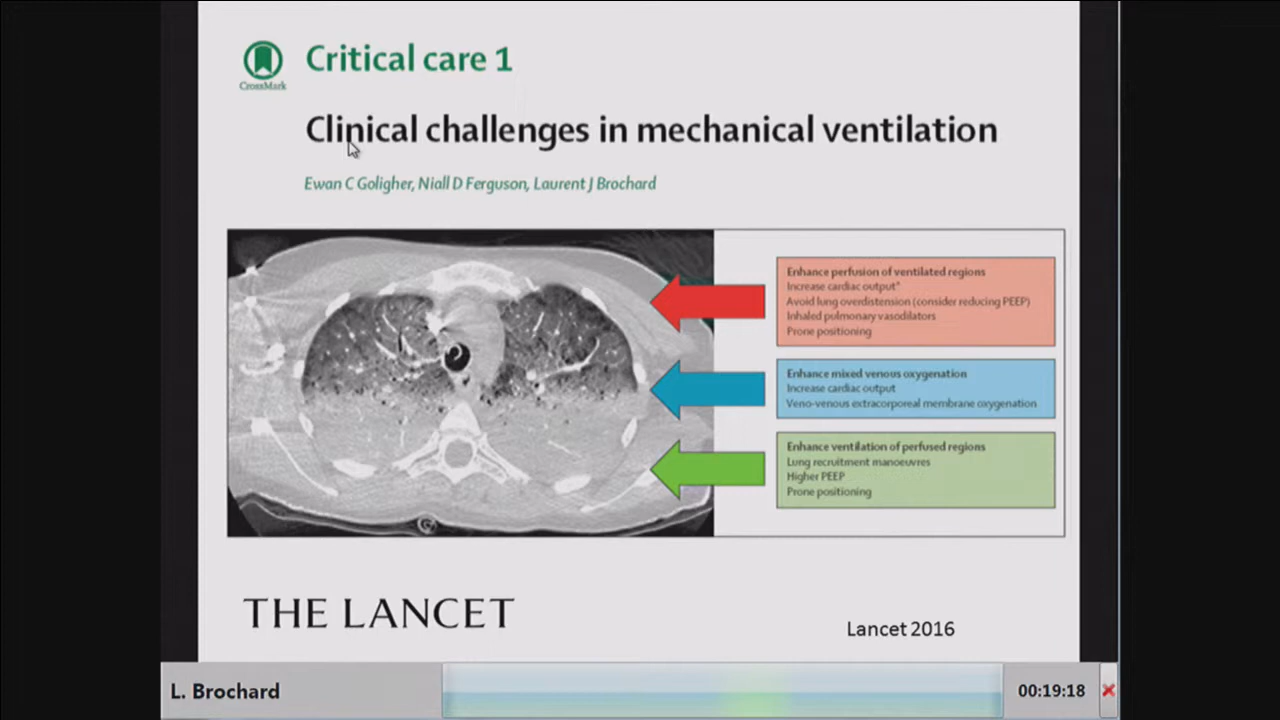 Critical care 1
CrossMark
Clinical challenges in mechanical ventilation
Ewan C Goligher, Niall D Ferguson, Laurent J Brochard
Enhance perfusion of ventilated regions
Increase cardiac output*
Avoid lung overdistension (consider reducing PEEP)
Inhaled pulmonary vasodilators
Prone positioning
Enhance mixed venous oxygenation
Increase cardiac output
Veno-venous extracorporeal membrane oxygenation
Enhance ventilation of perfused regions
Lung recruitment manoeuvres
Higher PEEP
Prone positioning
THE LANCET
Lancet 2016
L. Brochard
00:19:18